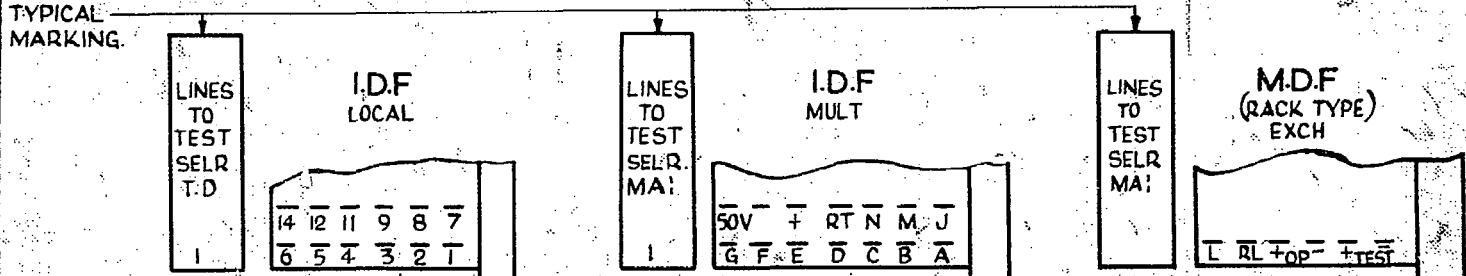 TYPICAL
MARKING.
LINES
TO
TEST
SELR.
T.D
1
I.D.F
LOCAL
14 12 11 9 8 7
6 5 4 3 2 1
LINES
TO
TEST
SELR.
MA1
1
I.D.F
MULT
50V - + RT N M J
G F E D C B A
LINES
TO
TEST
SELR
MA1
M.D.F
(RACK TYPE)
EXCH
L RL + OP - + TEST =